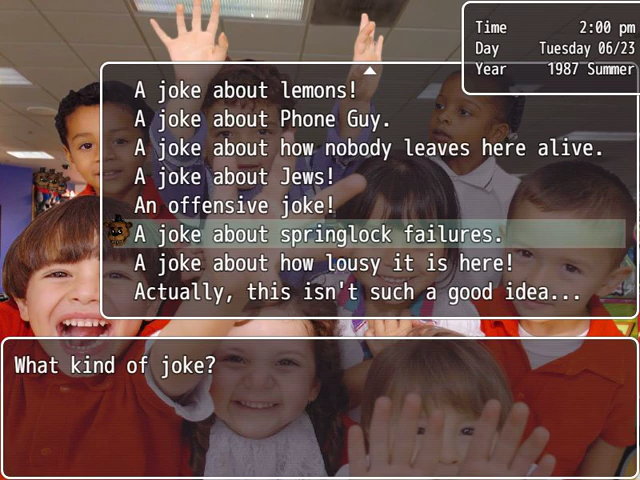 Time 2:00 pm
Day Tuesday 06/23
Year 1987 Summer
A joke about lemons!
A joke about Phone Guy.
A joke about how nobody leaves here alive.
A joke about Jews!
An offensive joke!
A joke about springlock failures.
A joke about how lousy it is here!
Actually, this isn't such a good idea...
What kind of joke?